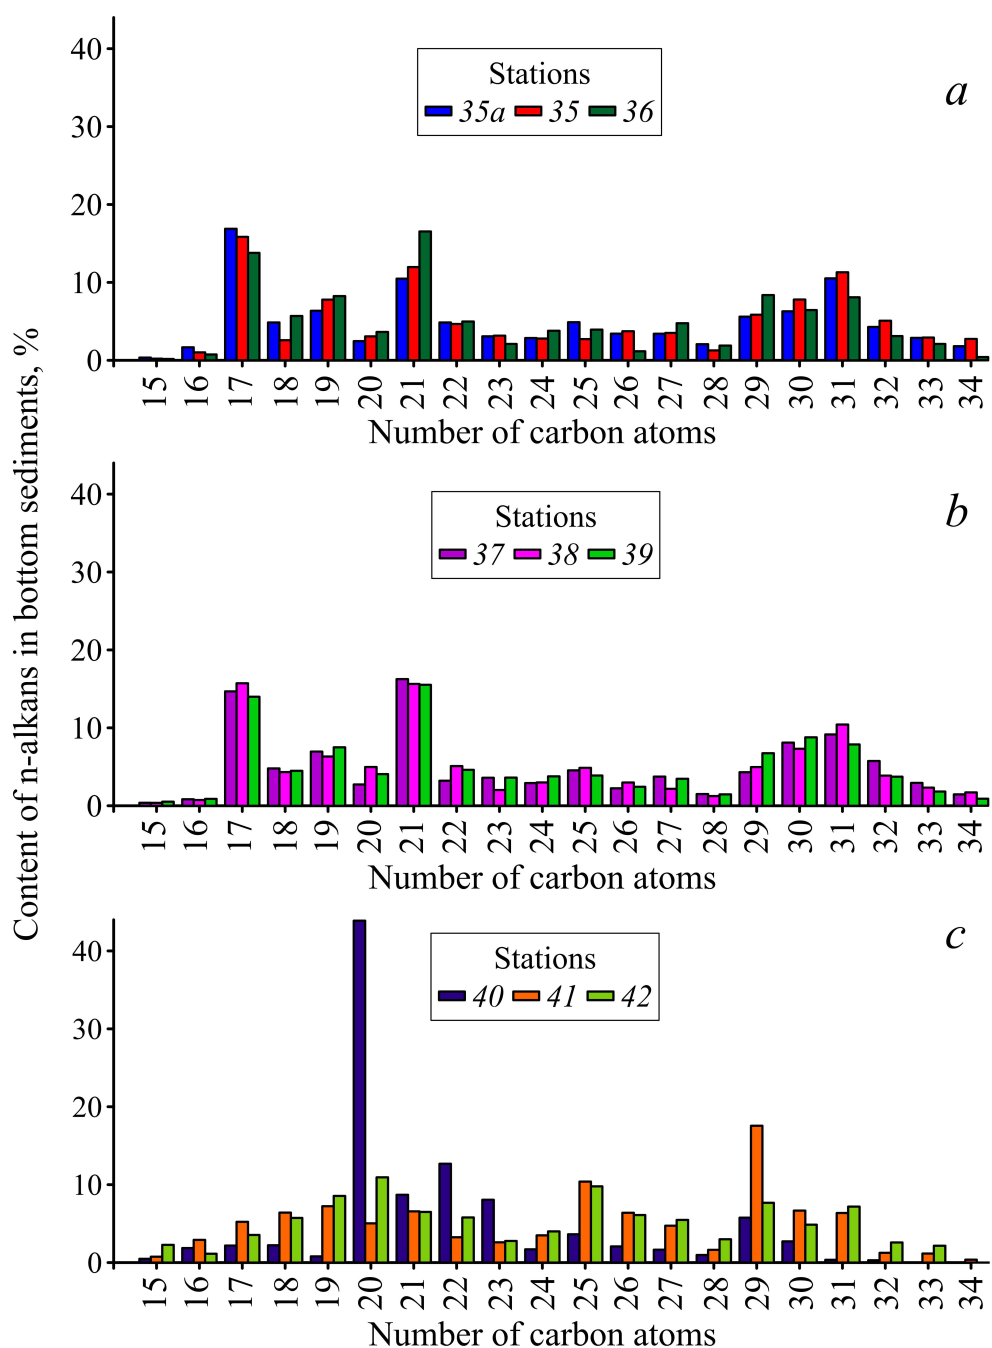 Content of n-alkans in bottom sediments, %
a
Stations
35a 35 36
40
30
20
10
0
15 16 17 18 19 20 21 22 23 24 25 26 27 28 29 30 31 32 33 34
Number of carbon atoms
b
Stations
37 38 39
40
30
20
10
0
15 16 17 18 19 20 21 22 23 24 25 26 27 28 29 30 31 32 33 34
Number of carbon atoms
c
Stations
40 41 42
40
30
20
10
0
15 16 17 18 19 20 21 22 23 24 25 26 27 28 29 30 31 32 33 34
Number of carbon atoms